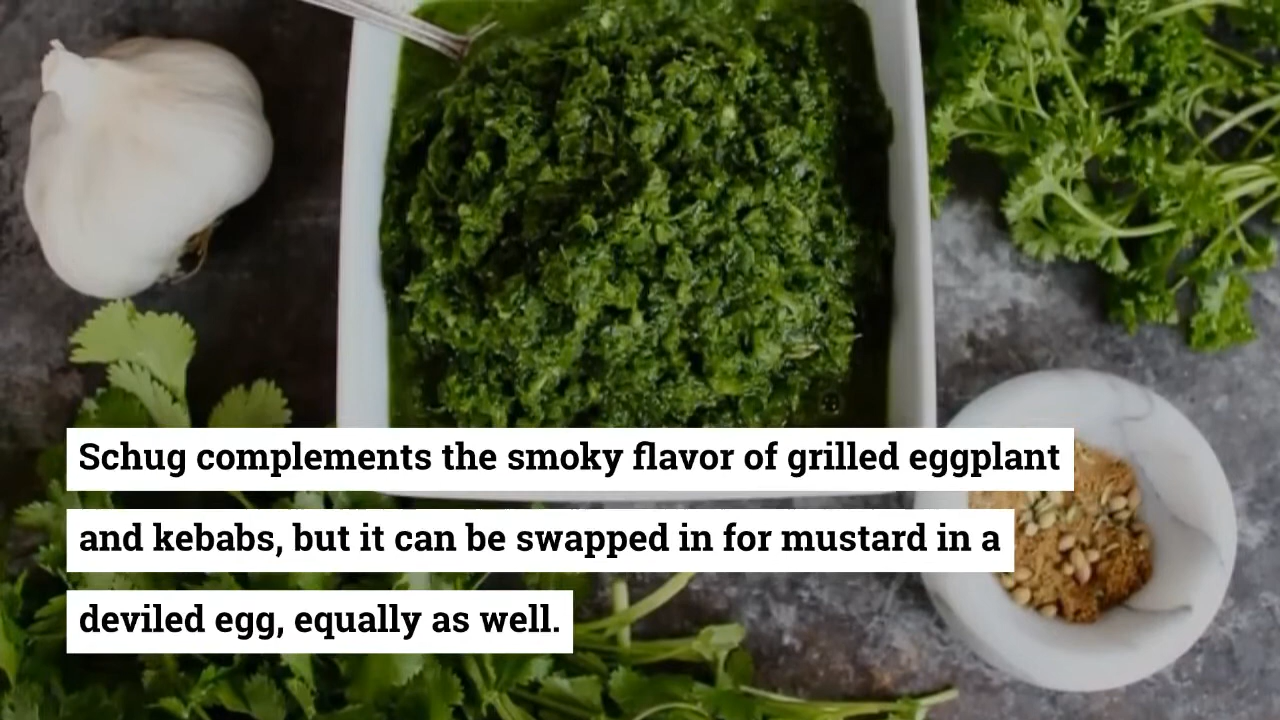 Schug complements the smoky flavor of grilled eggplant
and kebabs, but it can be swapped in for mustard in a
deviled egg, equally as well.